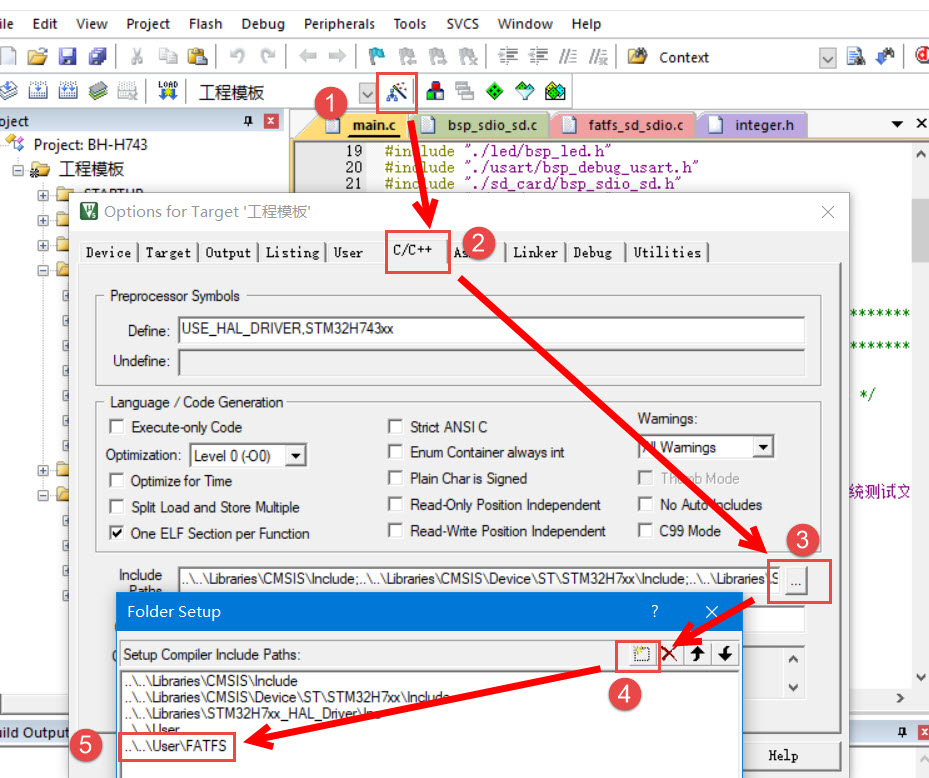 ile Edit View Project Flash Debug Peripherals Tools SVCS Window Help
Context
LOAD 工程模板
1
oject
main.c bsp_sdio_sd.c fatfs_sd_sdio.c integer.h
Project: BH-H743
工程模板
STARTUP
19 #include "./led/bsp_led.h"
20 #include "./usart/bsp_debug_usart.h"
21 #include "./sd_card/bsp_sdio_sd.h"
Options for Target '工程模板'
Device Target Output Listing User C/C++ 2 Linker Debug Utilities
Preprocessor Symbols
Define: USE_HAL_DRIVER,STM32H743xx
Undefine:
********
*******
*/
统测试文
Language / Code Generation
Execute-only Code
Optimization: Level 0 (-O0)
Optimize for Time
Split Load and Store Multiple
One ELF Section per Function
Strict ANSI C
Enum Container always int
Plain Char is Signed
Read-Only Position Independent
Read-Write Position Independent
Warnings:
All Warnings
Thumb Mode
No Auto Includes
C99 Mode
3
Include
Paths
..\..\Libraries\CMSIS\Include;..\..\Libraries\CMSIS\Device\ST\STM32H7xx\Include;..\..\Libraries\S
...
Folder Setup ?
Setup Compiler Include Paths:
4
..\..\Libraries\CMSIS\Include
..\..\Libraries\CMSIS\Device\ST\STM32H7xx\Include
..\..\Libraries\STM32H7xx_HAL_Driver\Inc
..\..\User
5 ..\..\User\FATFS
uild Output
Help